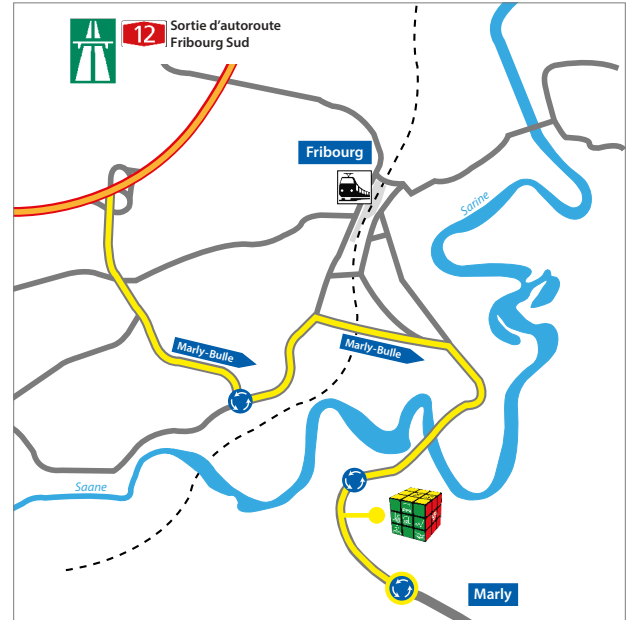 12
Sortie d’autoroute
Fribourg Sud
Fribourg
Sarine
Marly-Bulle
Marly-Bulle
Saane
Marly